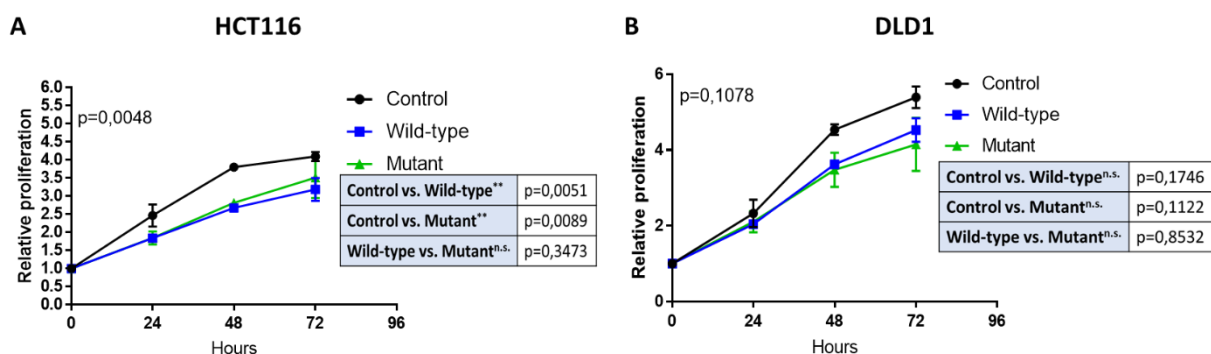 A
HCT116
Relative proliferation
6.0
5.5
5.0
4.5
4.0
3.5
3.0
2.5
2.0
1.5
1.0
0.5
0.0
p=0,0048
Control
Wild-type
Mutant
Control vs. Wild-type** p=0,0051
Control vs. Mutant** p=0,0089
Wild-type vs. Mutantn.s. p=0,3473
0 24 48 72 96
Hours
B
DLD1
Relative proliferation
6
4
2
0
p=0,1078
Control
Wild-type
Mutant
Control vs. Wild-typen.s. p=0,1746
Control vs. Mutantn.s. p=0,1122
Wild-type vs. Mutantn.s. p=0,8532
0 24 48 72 96
Hours